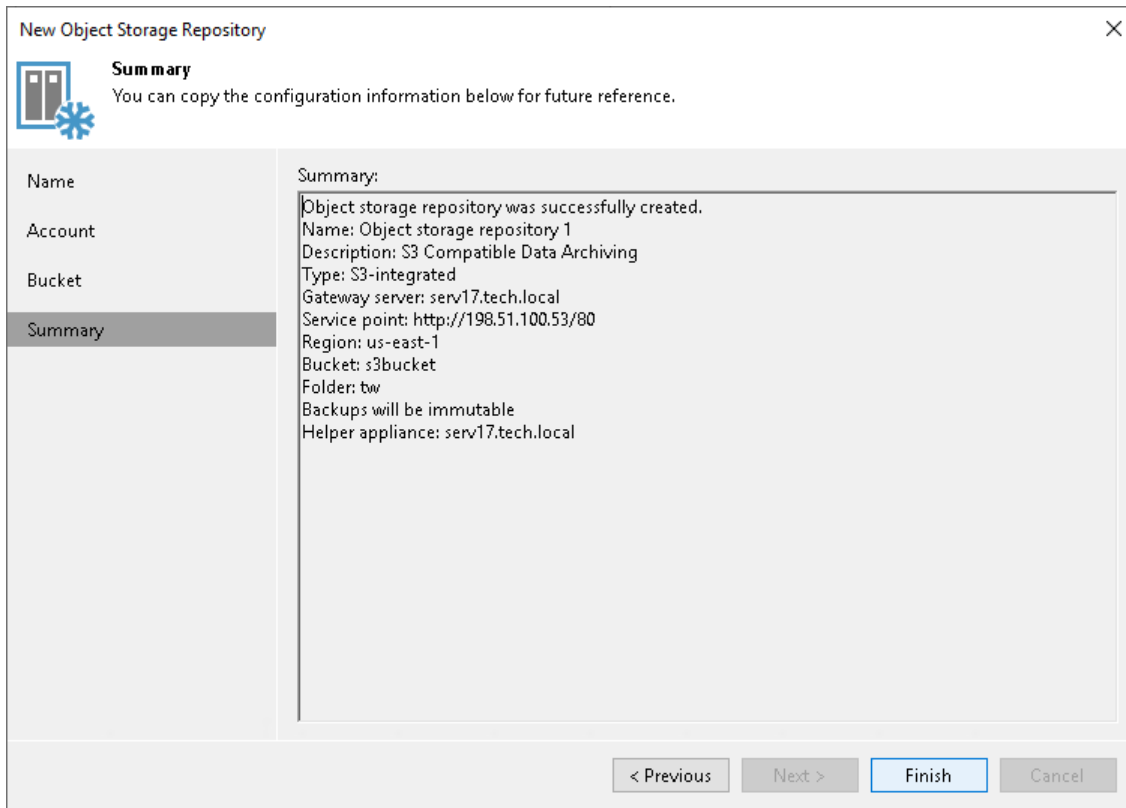 New Object Storage Repository
Summary
You can copy the configuration information below for future reference.
Name
Account
Bucket
Summary
Summary:
Object storage repository was successfully created.
Name: Object storage repository 1
Description: S3 Compatible Data Archiving
Type: S3-integrated
Gateway server: serv17.tech.local
Service point: http://198.51.100.53/80
Region: us-east-1
Bucket: s3bucket
Folder: tw
Backups will be immutable
Helper appliance: serv17.tech.local
< Previous
Next >
Finish
Cancel